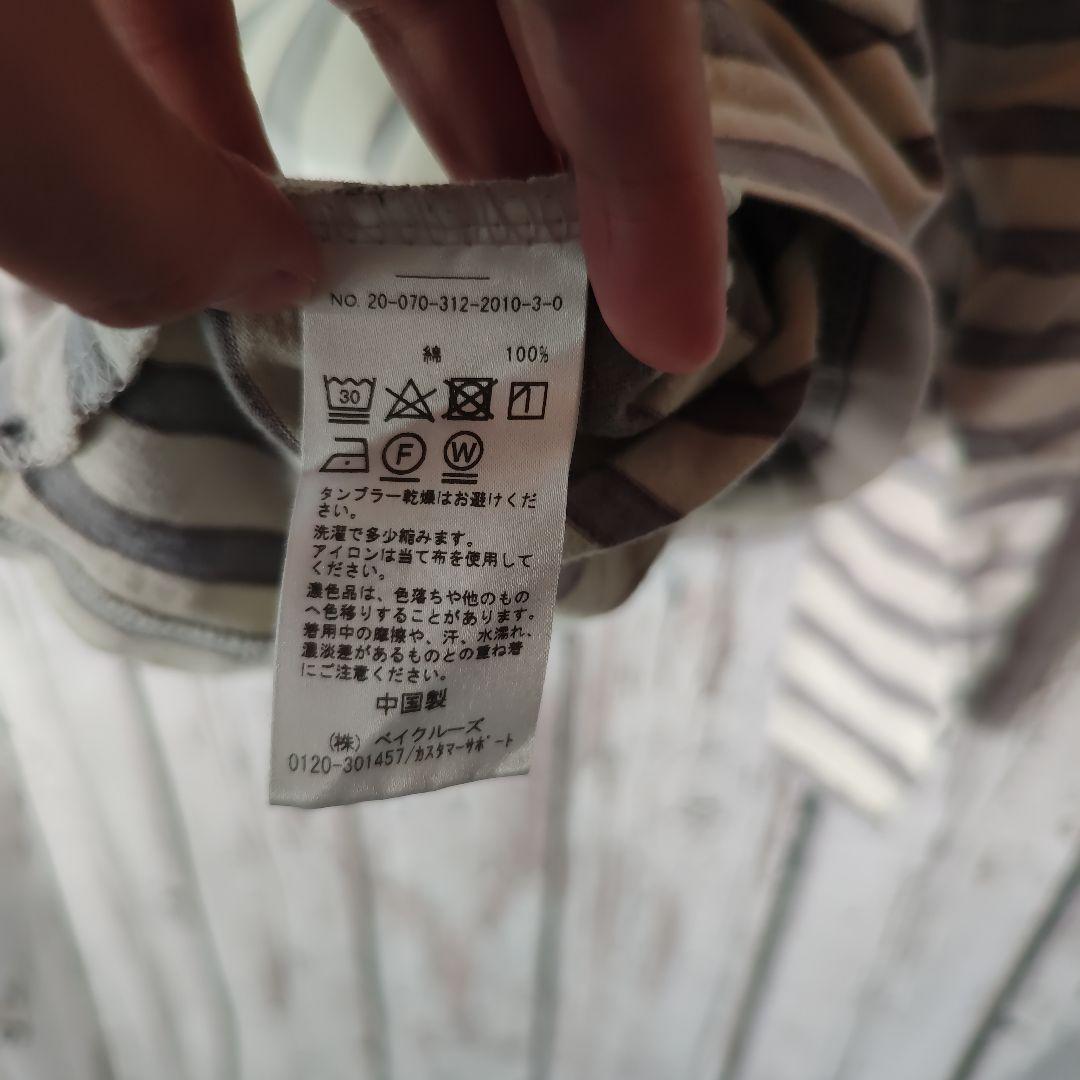 NO. 20-070-312-2010-3-0
綿 100%
30
F W
タンブラー乾燥はお避けくだ
さい。
洗濯で多少縮みます。
アイロンは当て布を使用して
ください。
濃色品は、色落ちや他のもの
へ色移りすることがあります。
着用中の摩擦や、汗、水濡れ、
濃淡差があるものとの重ね着
にご注意ください。
中国製
(株) ベイクルーズ
0120-301457/カスタマーサポート